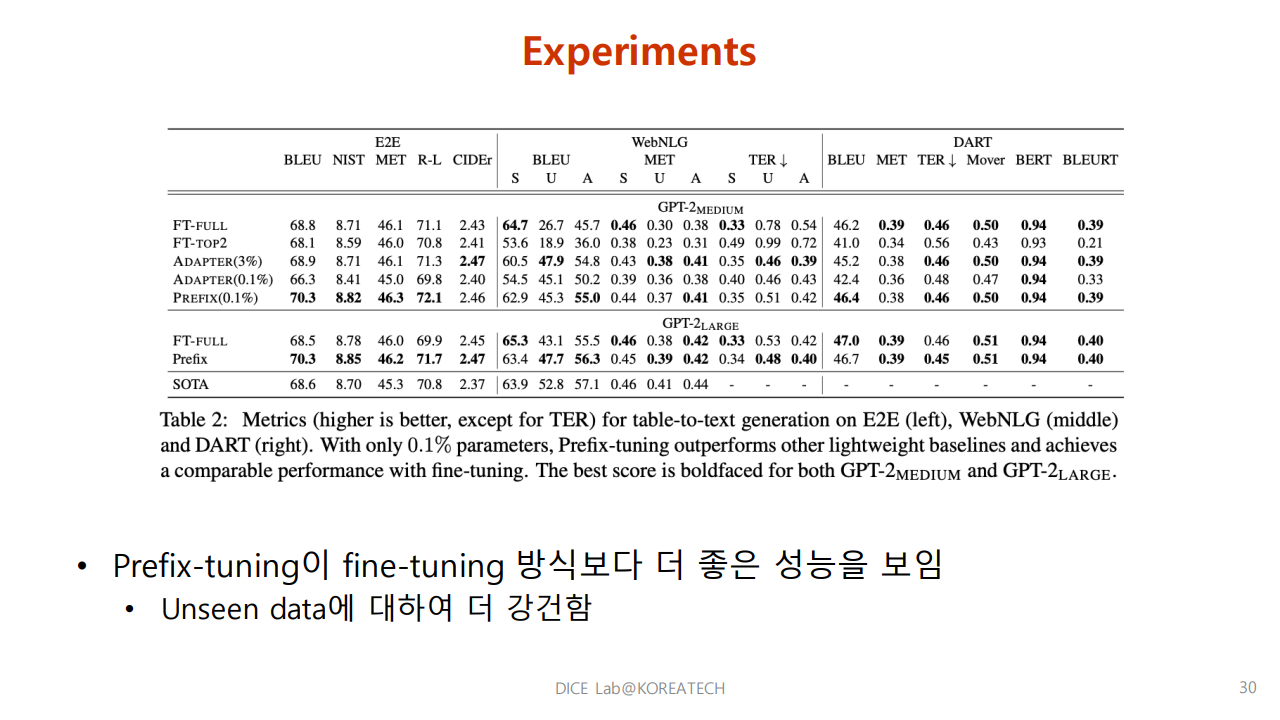 Experiments
E2E WebNLG DART
BLEU NIST MET R-L CIDEr BLEU MET TER ↓ BLEU MET TER ↓ Mover BERT BLEURT
S U A S U A S U A
GPT-2MEDIUM
FT-FULL 68.8 8.71 46.1 71.1 2.43 64.7 26.7 45.7 0.46 0.30 0.38 0.33 0.78 0.54 46.2 0.39 0.46 0.50 0.94 0.39
FT-TOP2 68.1 8.59 46.0 70.8 2.41 53.6 18.9 36.0 0.38 0.23 0.31 0.49 0.99 0.72 41.0 0.34 0.56 0.43 0.93 0.21
ADAPTER(3%) 68.9 8.71 46.1 71.3 2.47 60.5 47.9 54.8 0.43 0.38 0.41 0.35 0.46 0.39 45.2 0.38 0.46 0.50 0.94 0.39
ADAPTER(0.1%) 66.3 8.41 45.0 69.8 2.40 54.5 45.1 50.2 0.39 0.36 0.38 0.40 0.46 0.43 42.4 0.36 0.48 0.47 0.94 0.33
PREFIX(0.1%) 70.3 8.82 46.3 72.1 2.46 62.9 45.3 55.0 0.44 0.37 0.41 0.35 0.51 0.42 46.4 0.38 0.46 0.50 0.94 0.39
GPT-2LARGE
FT-FULL 68.5 8.78 46.0 69.9 2.45 65.3 43.1 55.5 0.46 0.38 0.42 0.33 0.53 0.42 47.0 0.39 0.46 0.51 0.94 0.40
Prefix 70.3 8.85 46.2 71.7 2.47 63.4 47.7 56.3 0.45 0.39 0.42 0.34 0.48 0.40 46.7 0.39 0.45 0.51 0.94 0.40
SOTA 68.6 8.70 45.3 70.8 2.37 63.9 52.8 57.1 0.46 0.41 0.44 - - - - - - - - -
Table 2: Metrics (higher is better, except for TER) for table-to-text generation on E2E (left), WebNLG (middle)
and DART (right). With only 0.1% parameters, Prefix-tuning outperforms other lightweight baselines and achieves
a comparable performance with fine-tuning. The best score is boldfaced for both GPT-2MEDIUM and GPT-2LARGE.
• Prefix-tuning이 fine-tuning 방식보다 더 좋은 성능을 보임
• Unseen data에 대하여 더 강건함
DICE Lab@KOREATECH
30